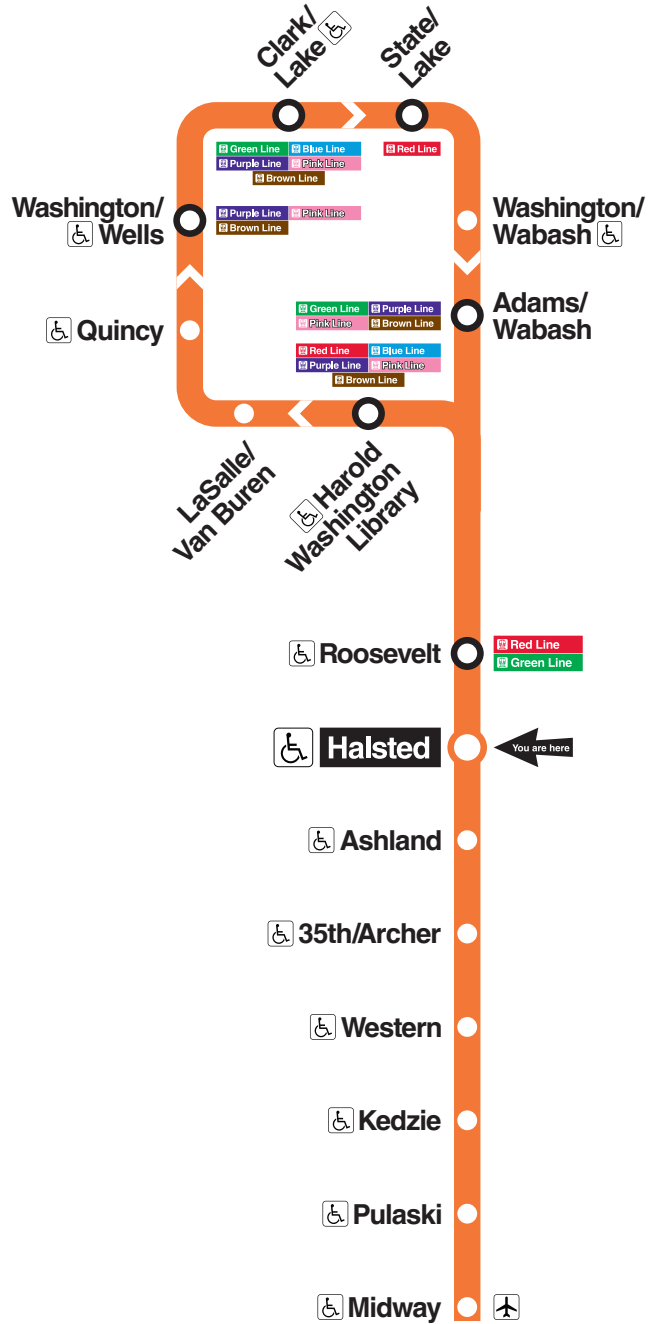 Clark/
Lake
State/
Lake
Green Line
Blue Line
Purple Line
Pink Line
Brown Line
Red Line
Washington/
Wells
Purple Line
Pink Line
Brown Line
Washington/
Wabash
Quincy
Green Line
Purple Line
Pink Line
Brown Line
Adams/
Wabash
Red Line
Blue Line
Purple Line
Pink Line
Brown Line
LaSalle/
Van Buren
Harold
Washington
Library
Roosevelt
Red Line
Green Line
Halsted
You are here
Ashland
35th/Archer
Western
Kedzie
Pulaski
Midway